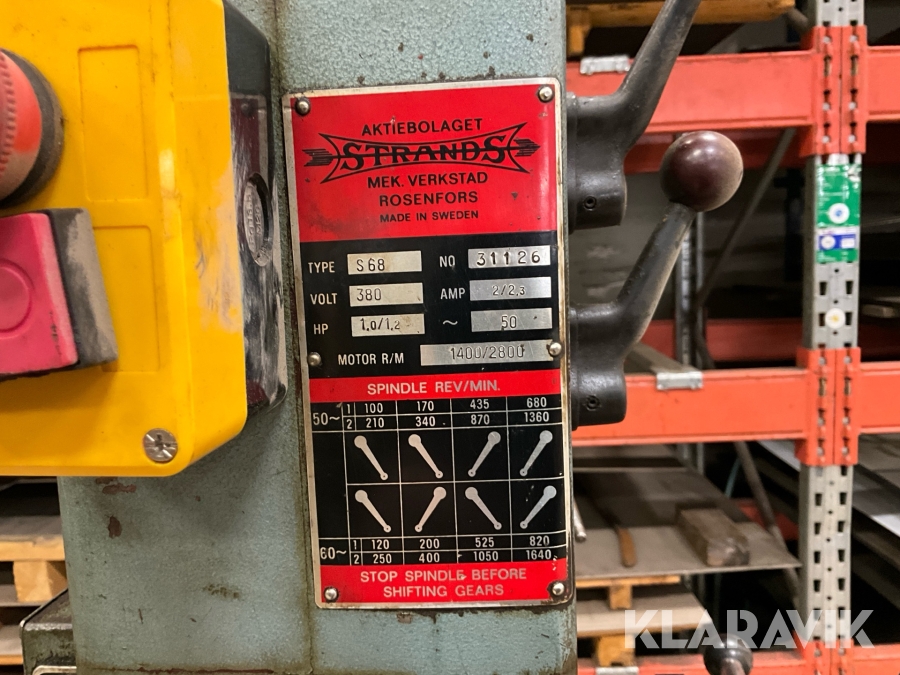 AKTIEBOLAGET
STRANDS
MEK. VERKSTAD
ROSENFORS
MADE IN SWEDEN
TYPE S68 NO 31126
VOLT 380 AMP 2/2,3
HP 1,0/1,2 ~ 50
MOTOR R/M 1400/2800
SPINDLE REV/MIN.
50~ 1 100 170 435 680
2 210 340 870 1360
60~ 1 120 200 525 820
2 250 400 1050 1640
STOP SPINDLE BEFORE
SHIFTING GEARS
KLARAVIK